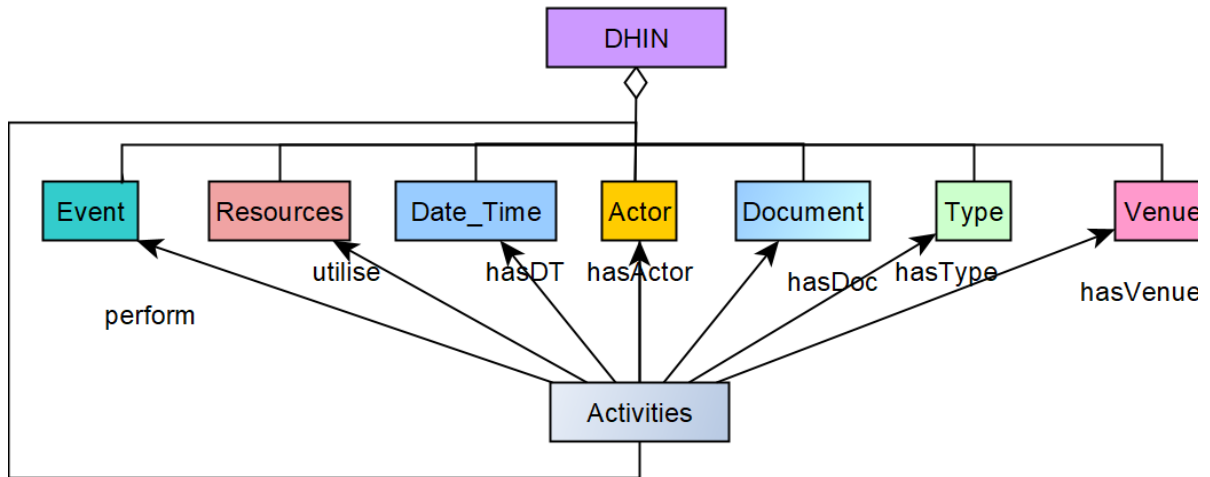 DHIN
Event
Resources
Date_Time
Actor
Document
Type
Venue
utilise
hasDT
hasActor
hasDoc
hasType
hasVenue
perform
Activities